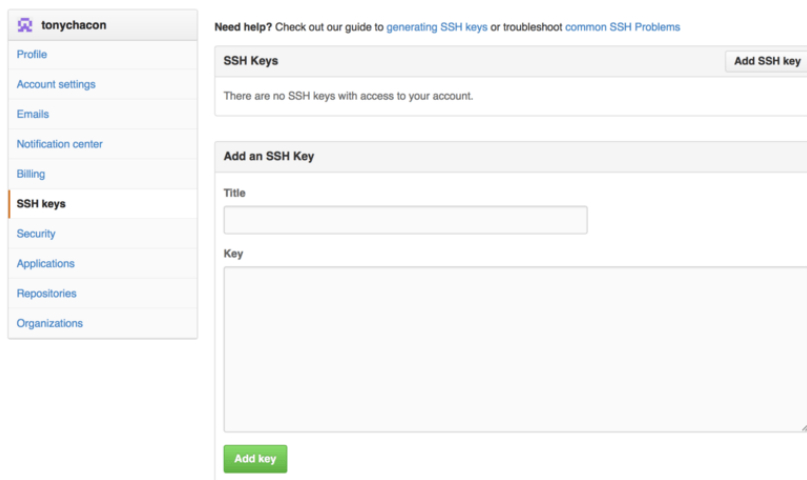 tonychacon
Profile
Account settings
Emails
Notification center
Billing
SSH keys
Security
Applications
Repositories
Organizations
Need help? Check out our guide to generating SSH keys or troubleshoot common SSH Problems
SSH Keys
Add SSH key
There are no SSH keys with access to your account.
Add an SSH Key
Title
Key
Add key